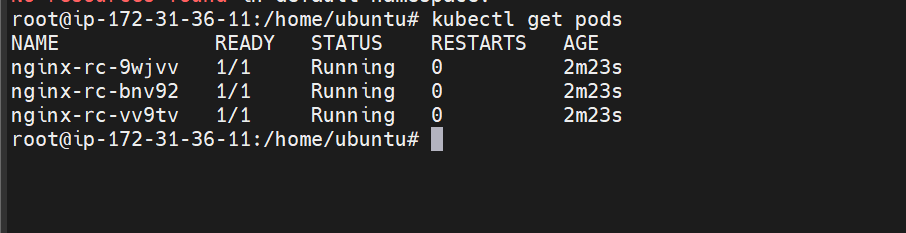 No resources found in default namespace.
root@ip-172-31-36-11:/home/ubuntu# kubectl get pods
NAME READY STATUS RESTARTS AGE
nginx-rc-9wjvv 1/1 Running 0 2m23s
nginx-rc-bnv92 1/1 Running 0 2m23s
nginx-rc-vv9tv 1/1 Running 0 2m23s
root@ip-172-31-36-11:/home/ubuntu#